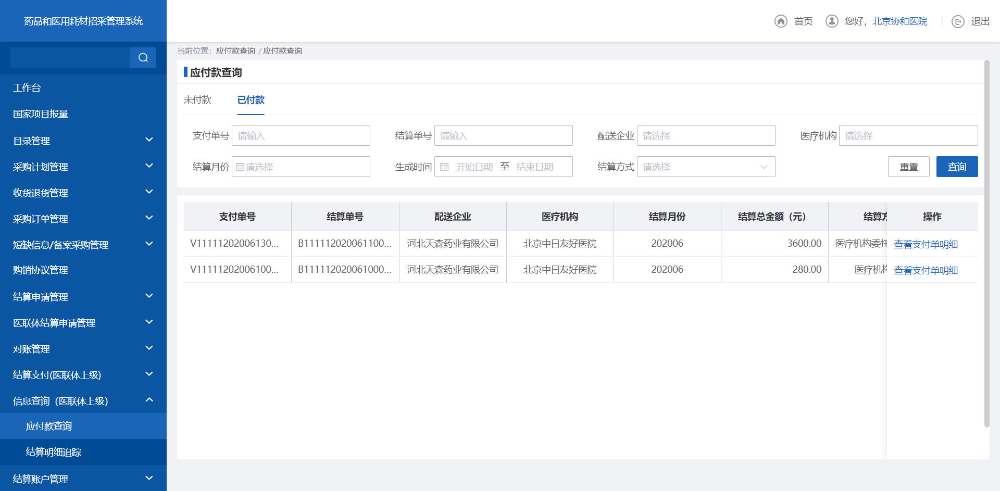 药品和医用耗材招采管理系统
首页
您好，北京协和医院
退出
当前位置：应付款查询 / 应付款查询
工作台
国家项目报量
目录管理
采购计划管理
收货退货管理
采购订单管理
短缺信息/备案采购管理
购销协议管理
结算申请管理
医联体结算申请管理
对账管理
结算支付(医联体上级)
信息查询（医联体上级）
应付款查询
结算明细追踪
结算账户管理
应付款查询
未付款 已付款
支付单号 请输入 结算单号 请输入 配送企业 请选择 医疗机构 请选择
结算月份 请选择 生成时间 开始日期 至 结束日期 结算方式 请选择 重置 查询
支付单号 结算单号 配送企业 医疗机构 结算月份 结算总金额（元） 结算方 操作
V11111202006130... B111112020061100... 河北天森药业有限公司 北京中日友好医院 202006 3600.00 医疗机构委托 查看支付单明细
V11111202006100... B111112020061000... 河北天森药业有限公司 北京中日友好医院 202006 280.00 医疗机构 查看支付单明细